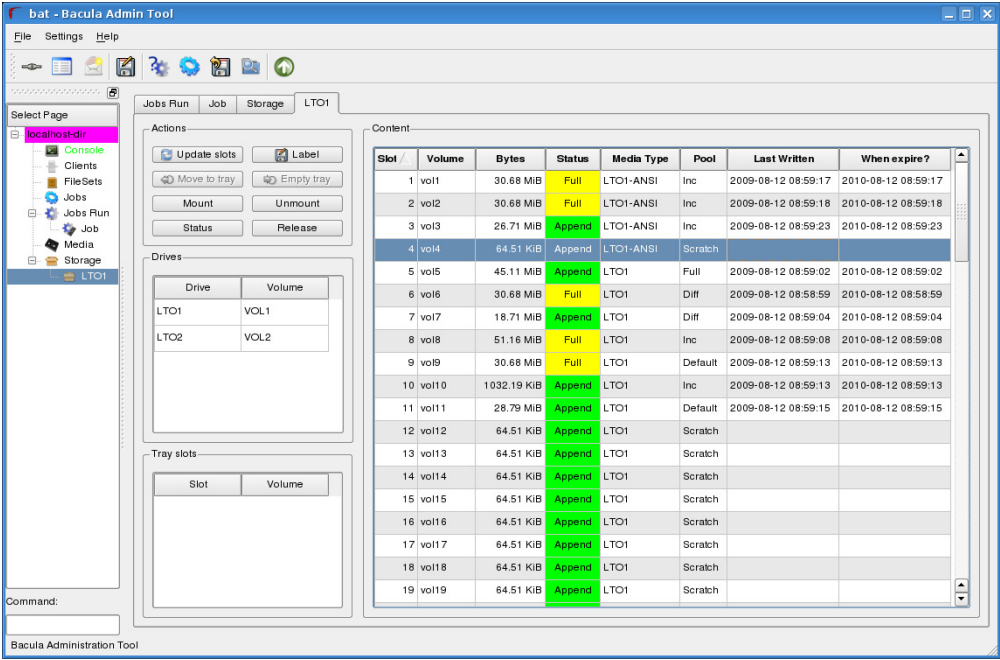 bat - Bacula Admin Tool
File Settings Help
Select Page
localhost-dir
Console
Clients
FileSets
Jobs
Jobs Run
Job
Media
Storage
LTO1
Command:
Jobs Run Job Storage LTO1
Actions
Update slots Label
Move to tray Empty tray
Mount Unmount
Status Release
Drives
Drive Volume
LTO1 VOL1
LTO2 VOL2
Tray slots
Slot Volume
Content
Slot Volume Bytes Status Media Type Pool Last Written When expire?
1 vol1 30.68 MiB Full LTO1-ANSI Inc 2009-08-12 08:59:17 2010-08-12 08:59:17
2 vol2 30.68 MiB Full LTO1-ANSI Inc 2009-08-12 08:59:18 2010-08-12 08:59:18
3 vol3 26.71 MiB Append LTO1-ANSI Inc 2009-08-12 08:59:23 2010-08-12 08:59:23
4 vol4 64.51 KiB Append LTO1-ANSI Scratch
5 vol5 45.11 MiB Append LTO1 Full 2009-08-12 08:59:02 2010-08-12 08:59:02
6 vol6 30.68 MiB Full LTO1 Diff 2009-08-12 08:58:59 2010-08-12 08:58:59
7 vol7 18.71 MiB Append LTO1 Diff 2009-08-12 08:59:04 2010-08-12 08:59:04
8 vol8 51.16 MiB Full LTO1 Inc 2009-08-12 08:59:08 2010-08-12 08:59:08
9 vol9 30.68 MiB Full LTO1 Default 2009-08-12 08:59:13 2010-08-12 08:59:13
10 vol10 1032.19 KiB Append LTO1 Inc 2009-08-12 08:59:13 2010-08-12 08:59:13
11 vol11 28.79 MiB Append LTO1 Default 2009-08-12 08:59:15 2010-08-12 08:59:15
12 vol12 64.51 KiB Append LTO1 Scratch
13 vol13 64.51 KiB Append LTO1 Scratch
14 vol14 64.51 KiB Append LTO1 Scratch
15 vol15 64.51 KiB Append LTO1 Scratch
16 vol16 64.51 KiB Append LTO1 Scratch
17 vol17 64.51 KiB Append LTO1 Scratch
18 vol18 64.51 KiB Append LTO1 Scratch
19 vol19 64.51 KiB Append LTO1 Scratch
Bacula Administration Tool